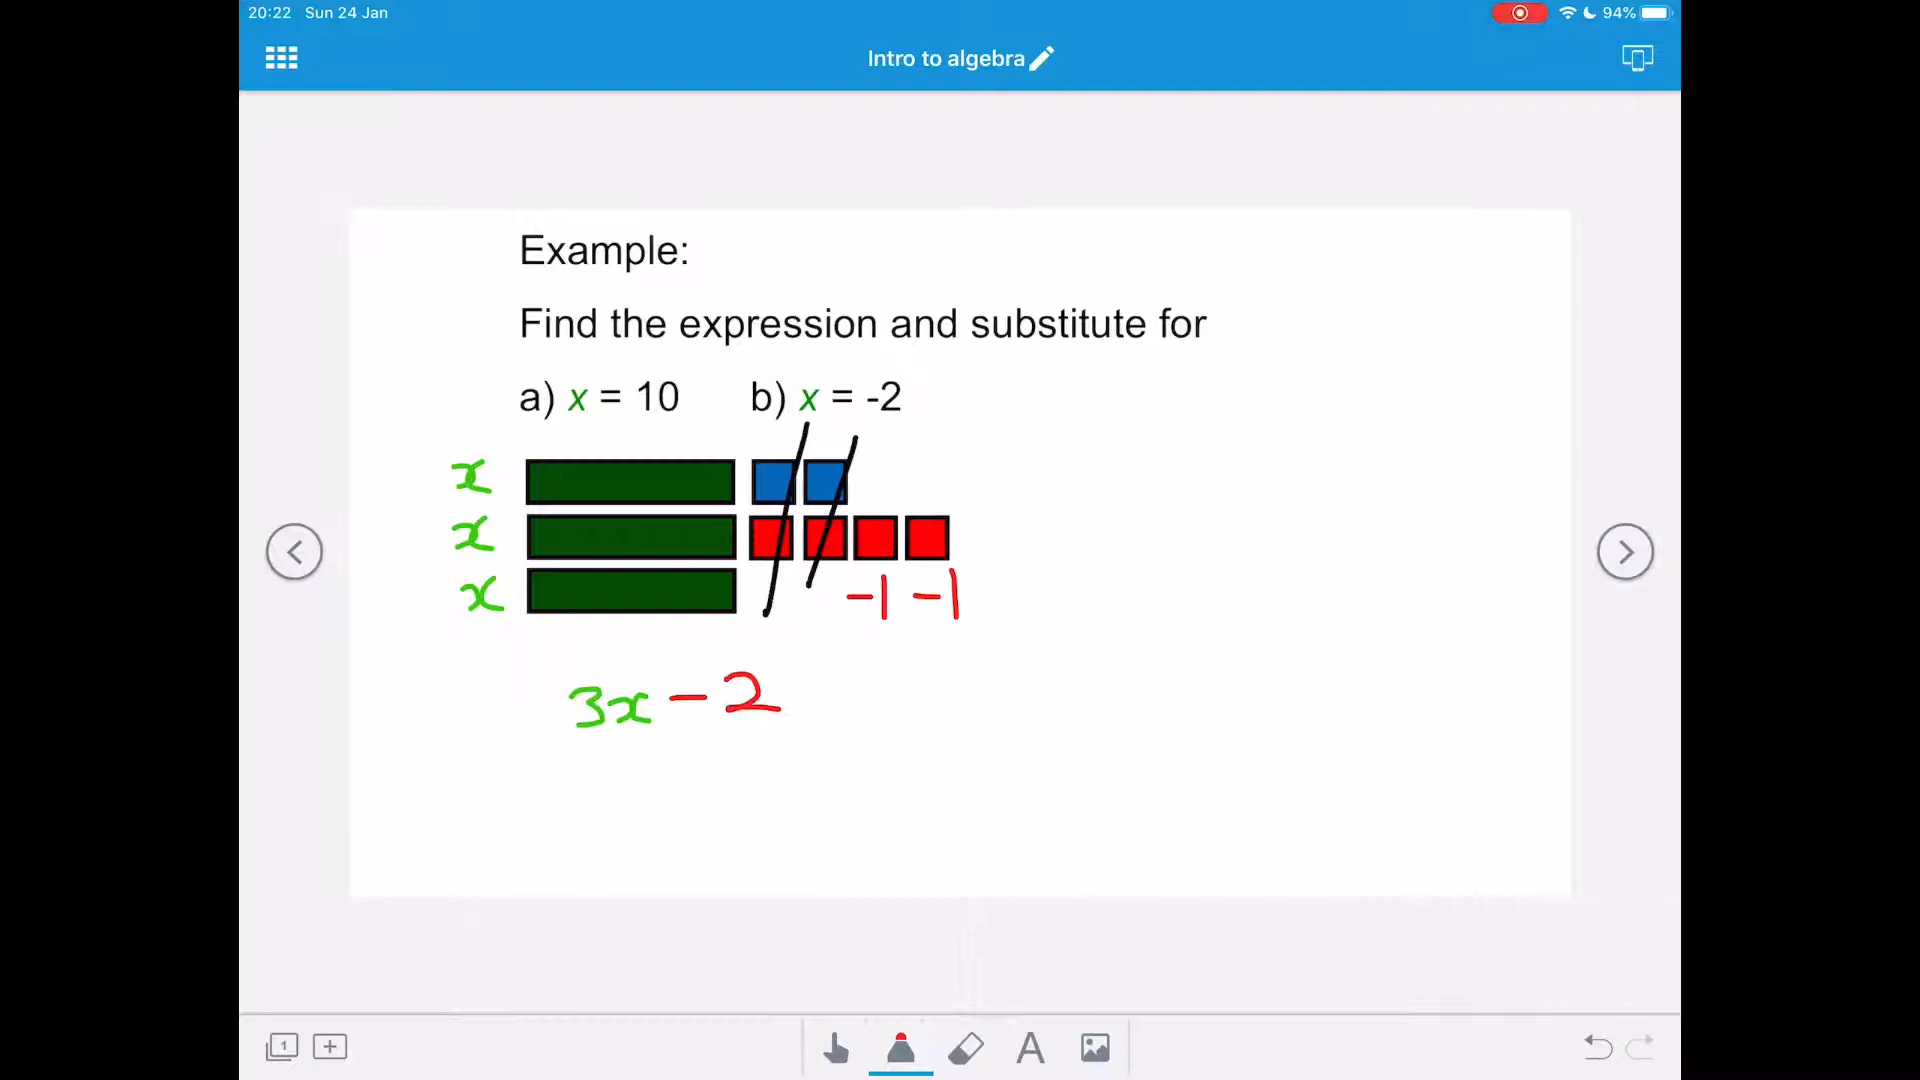 20:22 Sun 24 Jan
94%
Intro to algebra
Example:
Find the expression and substitute for
a) x = 10 b) x = -2
x
x
x
-1 -1
3x - 2
1
A